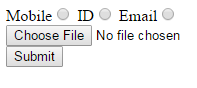 Mobile ID Email
Choose File No file chosen
Submit